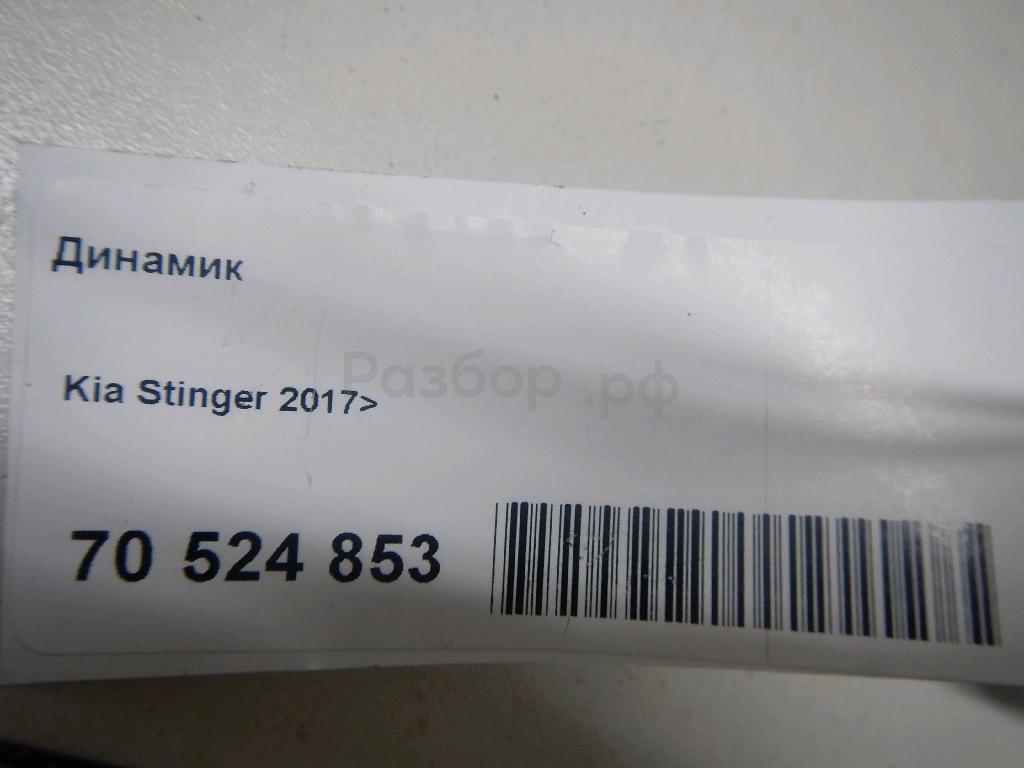 Динамик
Разбор.рф
Kia Stinger 2017>
70 524 853